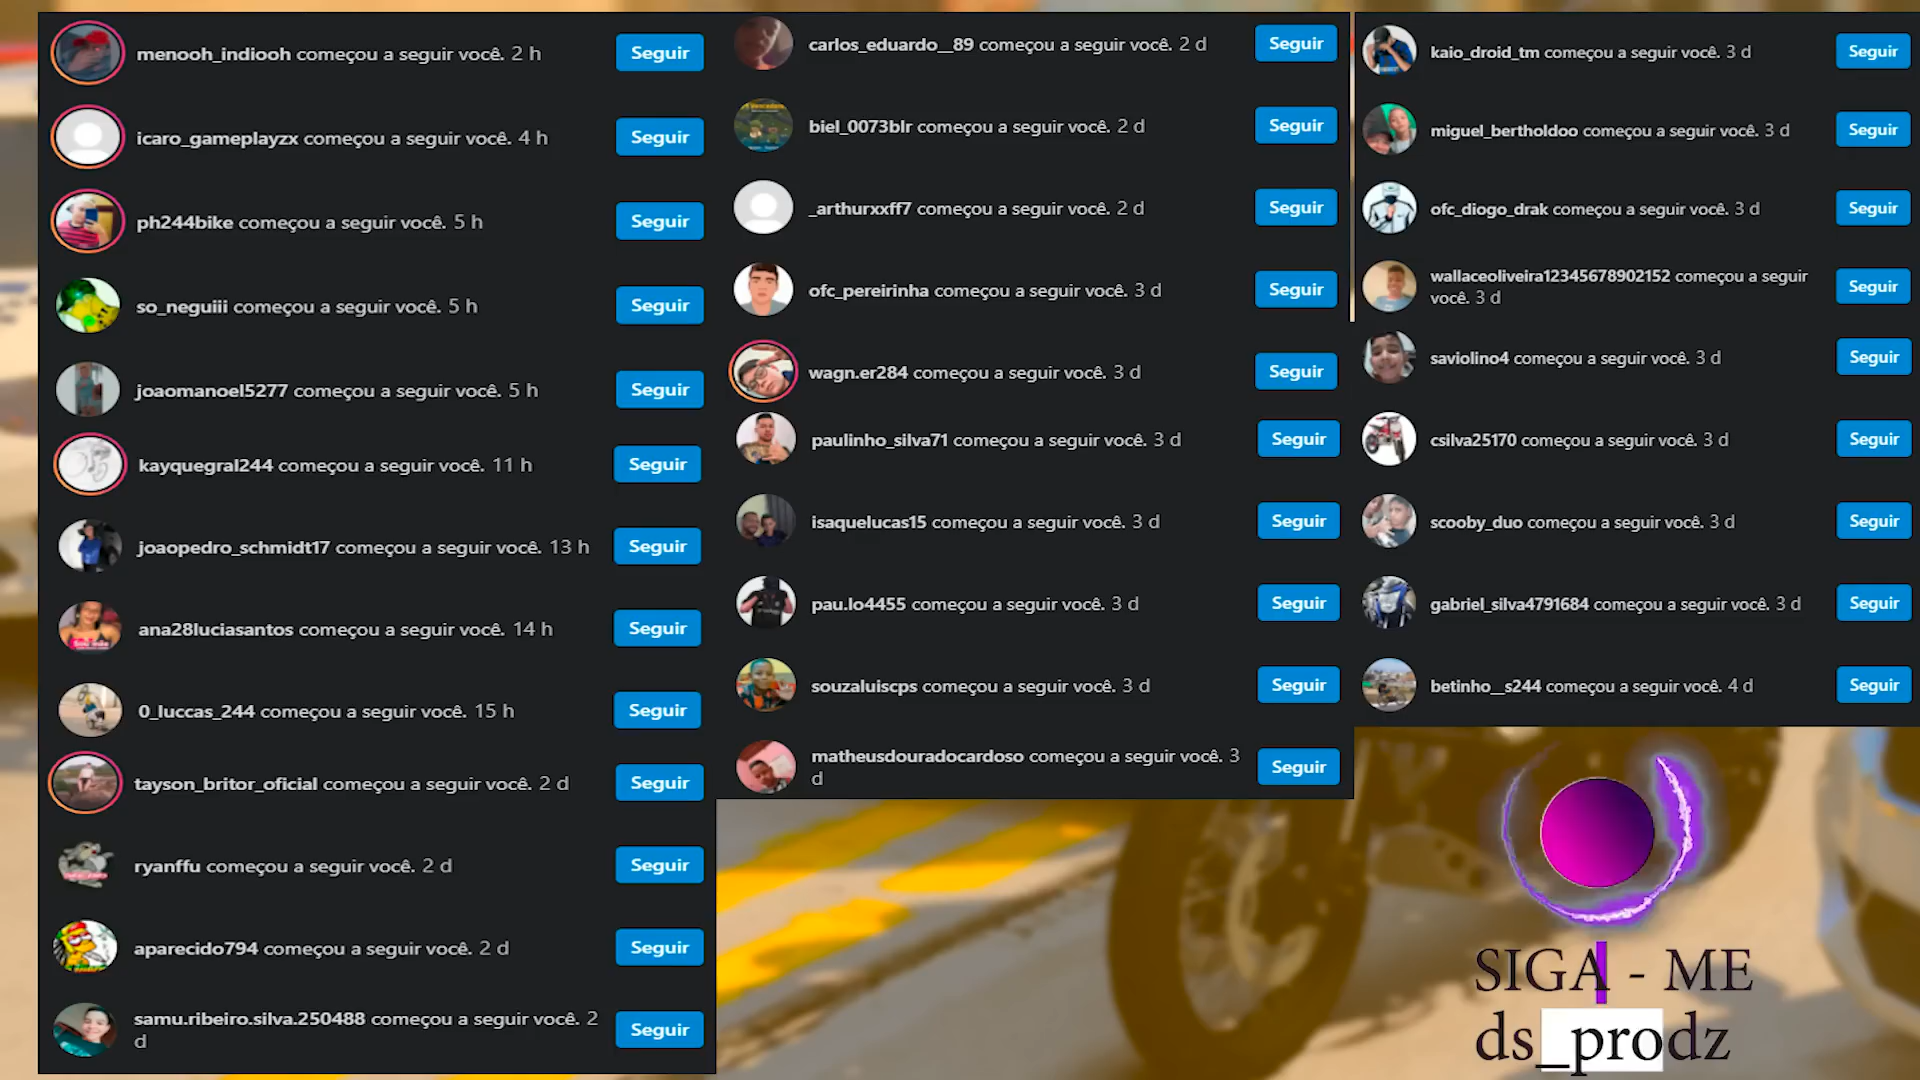 menooh_indiooh começou a seguir você. 2 h
Seguir
icaro_gameplayzx começou a seguir você. 4 h
Seguir
ph244bike começou a seguir você. 5 h
Seguir
so_neguiii começou a seguir você. 5 h
Seguir
joaomanoel5277 começou a seguir você. 5 h
Seguir
kayquegral244 começou a seguir você. 11 h
Seguir
joaopedro_schmidt17 começou a seguir você. 13 h
Seguir
ana28luciasantos começou a seguir você. 14 h
Seguir
0_luccas_244 começou a seguir você. 15 h
Seguir
tayson_britor_oficial começou a seguir você. 2 d
Seguir
ryanffu começou a seguir você. 2 d
Seguir
aparecido794 começou a seguir você. 2 d
Seguir
samu.ribeiro.silva.250488 começou a seguir você. 2
d
Seguir
carlos_eduardo__89 começou a seguir você. 2 d
Seguir
biel_0073blr começou a seguir você. 2 d
Seguir
_arthurxxff7 começou a seguir você. 2 d
Seguir
ofc_pereirinha começou a seguir você. 3 d
Seguir
wagn.er284 começou a seguir você. 3 d
Seguir
paulinho_silva71 começou a seguir você. 3 d
Seguir
isaquelucas15 começou a seguir você. 3 d
Seguir
pau.lo4455 começou a seguir você. 3 d
Seguir
souzaluiscps começou a seguir você. 3 d
Seguir
matheusdouradocardoso começou a seguir você. 3
d
Seguir
kaio_droid_tm começou a seguir você. 3 d
Seguir
miguel_bertholdoo começou a seguir você. 3 d
Seguir
ofc_diogo_drak começou a seguir você. 3 d
Seguir
wallaceoliveira12345678902152 começou a seguir
você. 3 d
Seguir
saviolino4 começou a seguir você. 3 d
Seguir
csilva25170 começou a seguir você. 3 d
Seguir
scooby_duo começou a seguir você. 3 d
Seguir
gabriel_silva4791684 começou a seguir você. 3 d
Seguir
betinho__s244 começou a seguir você. 4 d
Seguir
SIGA - ME
ds_prodz